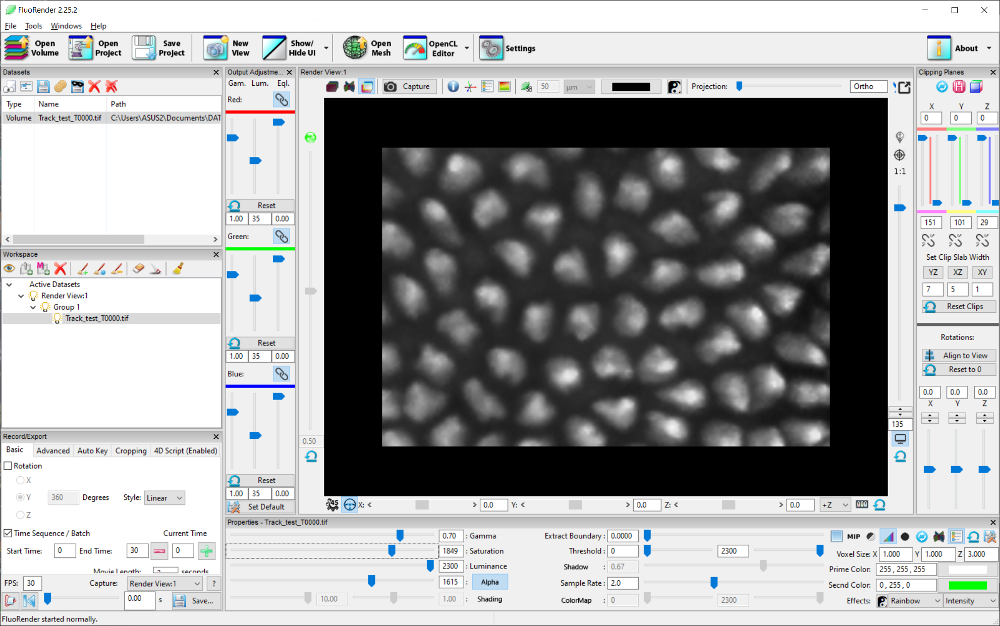 FluoRender 2.25.2
File Tools Windows Help
Open Volume
Open Project
Save Project
New View
Show/ Hide UI
Open Mesh
OpenCL Editor
Settings
About
Datasets
Type Name Path
Volume Track_test_T0000.tif C:\Users\ASUS2\Documents\DAT
Workspace
Active Datasets
Render View:1
Group 1
Track_test_T0000.tif
Record/Export
Basic Advanced Auto Key Cropping 4D Script (Enabled)
Rotation
X
Y 360 Degrees Style: Linear
Z
Time Sequence / Batch Current Time
Start Time: 0 End Time: 30 0
Movie Length: seconds
FPS: 30 Capture: Render View:1 ?
0.00 s Save...
Output Adjustme...
Gam. Lum. Eql.
Red:
Reset
1.00 35 0.00
Green:
Reset
1.00 35 0.00
Blue:
Reset
1.00 35 0.00
Set Default
Render View:1
Capture SB 50 µm Projection: Ortho
1:1
0.50
135
45 X: < > 0.0 Y: < > 0.0 Z: < > 0.0 +Z 000
Clipping Planes
H
X Y Z
0 0 0
151 101 29
Set Clip Slab Width
YZ XZ XY
7 5 1
Reset Clips
Rotations:
Align to View
Reset to 0
0.0 0.0 0.0
X Y Z
Properties - Track_test_T0000.tif
0.70 : Gamma Extract Boundary : 0.0000 MIP
1849 : Saturation Threshold : 0 2300 Voxel Size: X 1.000 Y 1.000 Z 3.000
2300 : Luminance Shadow : 0.67 Prime Color: 255 , 255 , 255
1615 : Alpha Sample Rate : 2.0 Secnd Color: 0 , 255 , 0
10.00 1.00 : Shading ColorMap : 0 2300 Effects: Rainbow Intensity
FluoRender started normally.